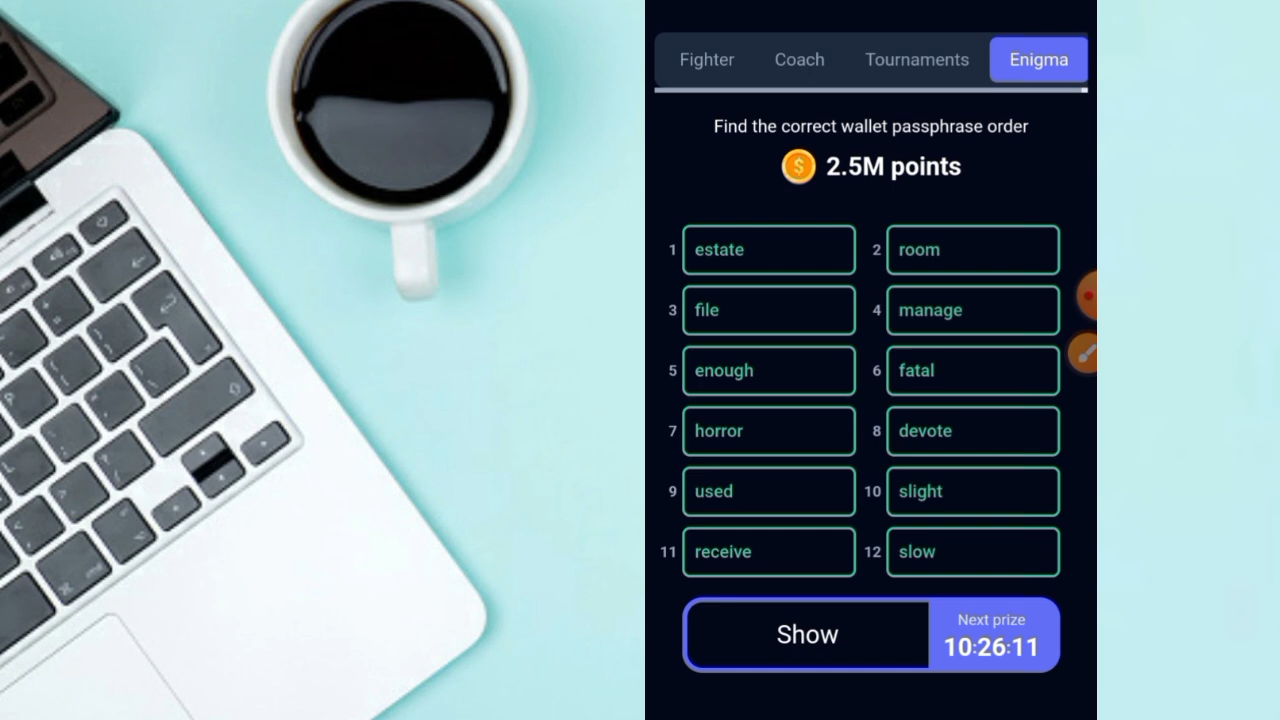 Fighter Coach Tournaments Enigma
Find the correct wallet passphrase order
2.5M points
1 estate 2 room
3 file 4 manage
5 enough 6 fatal
7 horror 8 devote
9 used 10 slight
11 receive 12 slow
Show
Next prize
10:26:11